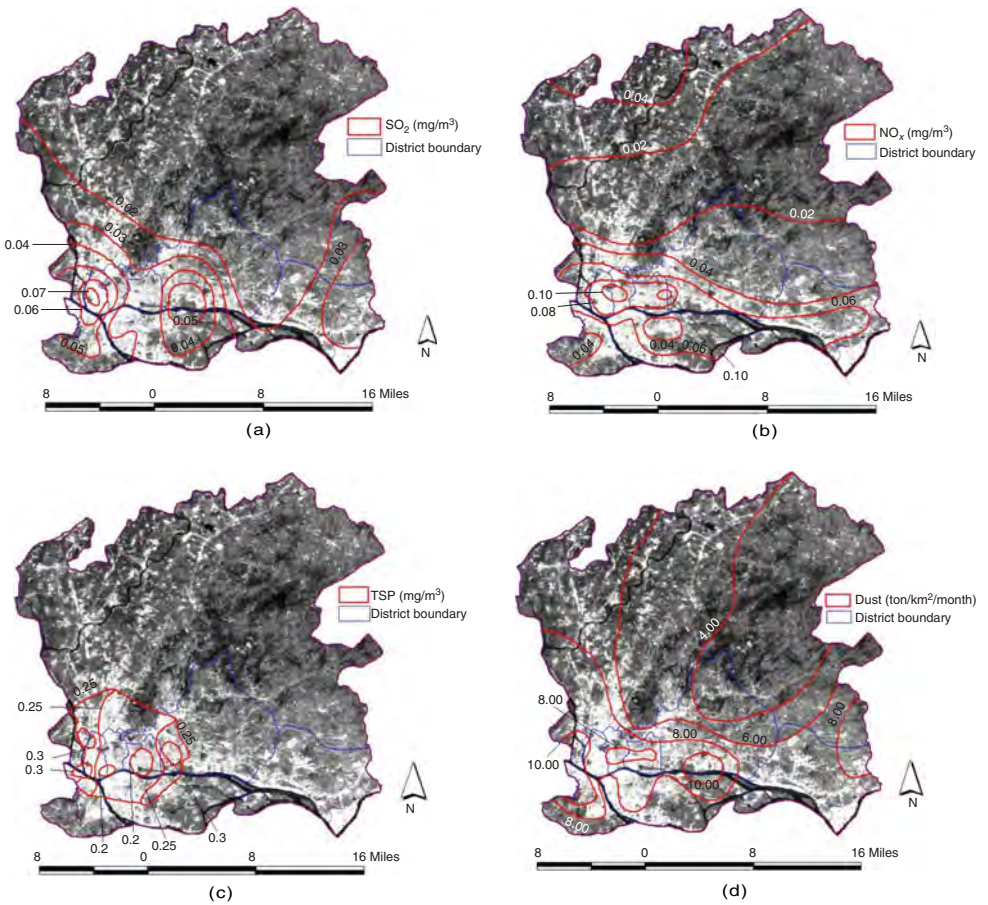 SO₂ (mg/m³)
District boundary
0.02
0.03
0.04
0.03
0.07
0.06
0.05
0.05
0.04
N
8 0 8 16 Miles
(a)
0.04
NOₓ (mg/m³)
District boundary
0.02
0.02
0.04
0.10
0.06
0.08
0.04
0.04
0.06
0.10
N
8 0 8 16 Miles
(b)
TSP (mg/m³)
District boundary
0.25
0.25
0.25
0.3
0.3
0.2
0.2
0.25
0.3
N
8 0 8 16 Miles
(c)
Dust (ton/km²/month)
District boundary
4.00
8.00
8.00
6.00
8.00
10.00
10.00
8.00
N
8 0 8 16 Miles
(d)